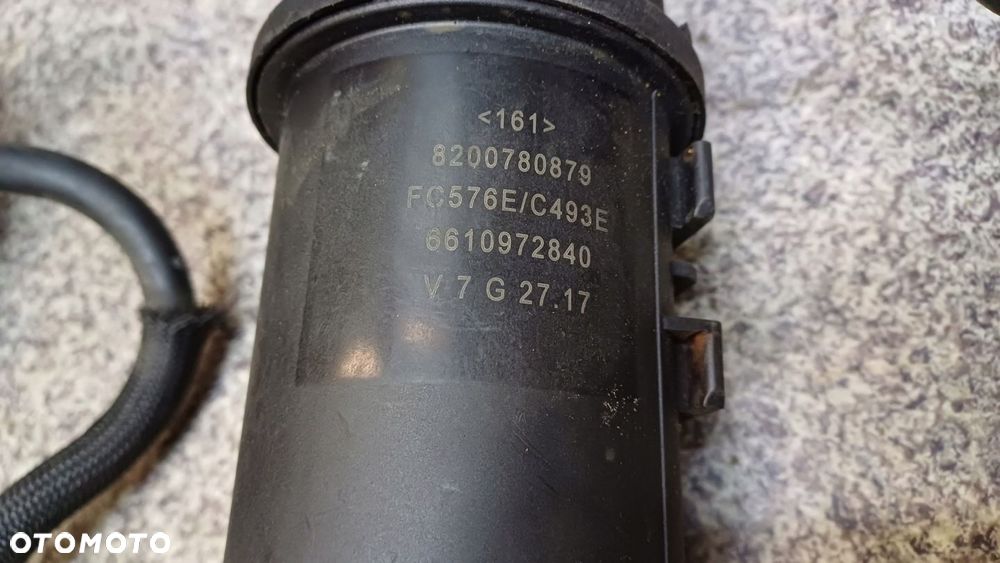 <161>
8200780879
FC576E/C493E
6610972840
V 7 G 27.17
OTOMOTO